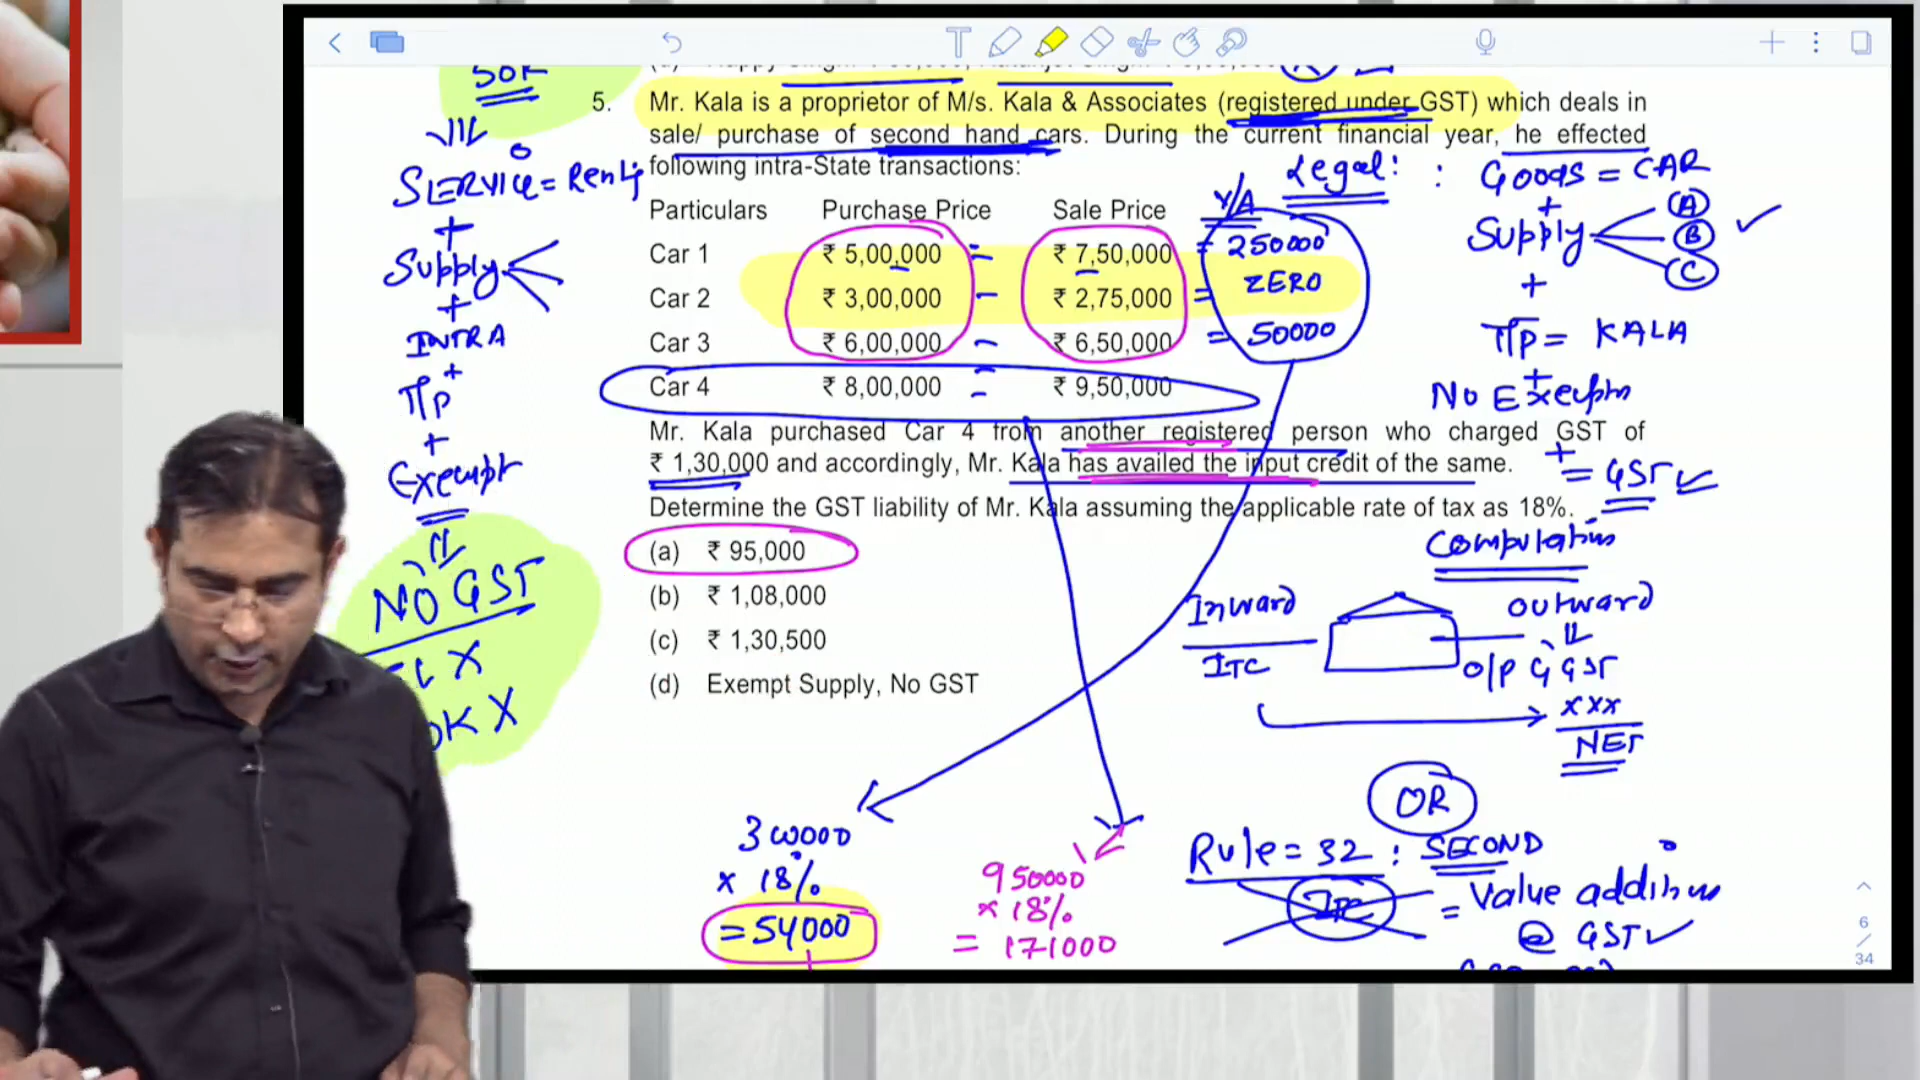 SERVICE = Renting
+
Supply
+
INTRA
+
T/P
+
Exempt
NO GST
X
X
5. Mr. Kala is a proprietor of M/s. Kala & Associates (registered under GST) which deals in
sale/ purchase of second hand cars. During the current financial year, he effected
following intra-State transactions:
Particulars Purchase Price Sale Price V/A
Car 1 ₹ 5,00,000 - ₹ 7,50,000 = 250000
Car 2 ₹ 3,00,000 - ₹ 2,75,000 = ZERO
Car 3 ₹ 6,00,000 - ₹ 6,50,000 = 50000
Car 4 ₹ 8,00,000 - ₹ 9,50,000
Mr. Kala purchased Car 4 from another registered person who charged GST of
₹ 1,30,000 and accordingly, Mr. Kala has availed the input credit of the same.
Determine the GST liability of Mr. Kala assuming the applicable rate of tax as 18%.
(a) ₹ 95,000
(b) ₹ 1,08,000
(c) ₹ 1,30,500
(d) Exempt Supply, No GST
Legal : : Goods = CAR
+
Supply
A
B
C
+
T/P = KALA
+
No Exempn
+
= GST
Computation
Inward
ITC
Outward
O/P G GST
xxx
NET
OR
Rule = 32 : SECOND
ITC
= Value addition
@ GST
300000
x 18%
= 54000
950000
x 18%
= 171000
6
/
34